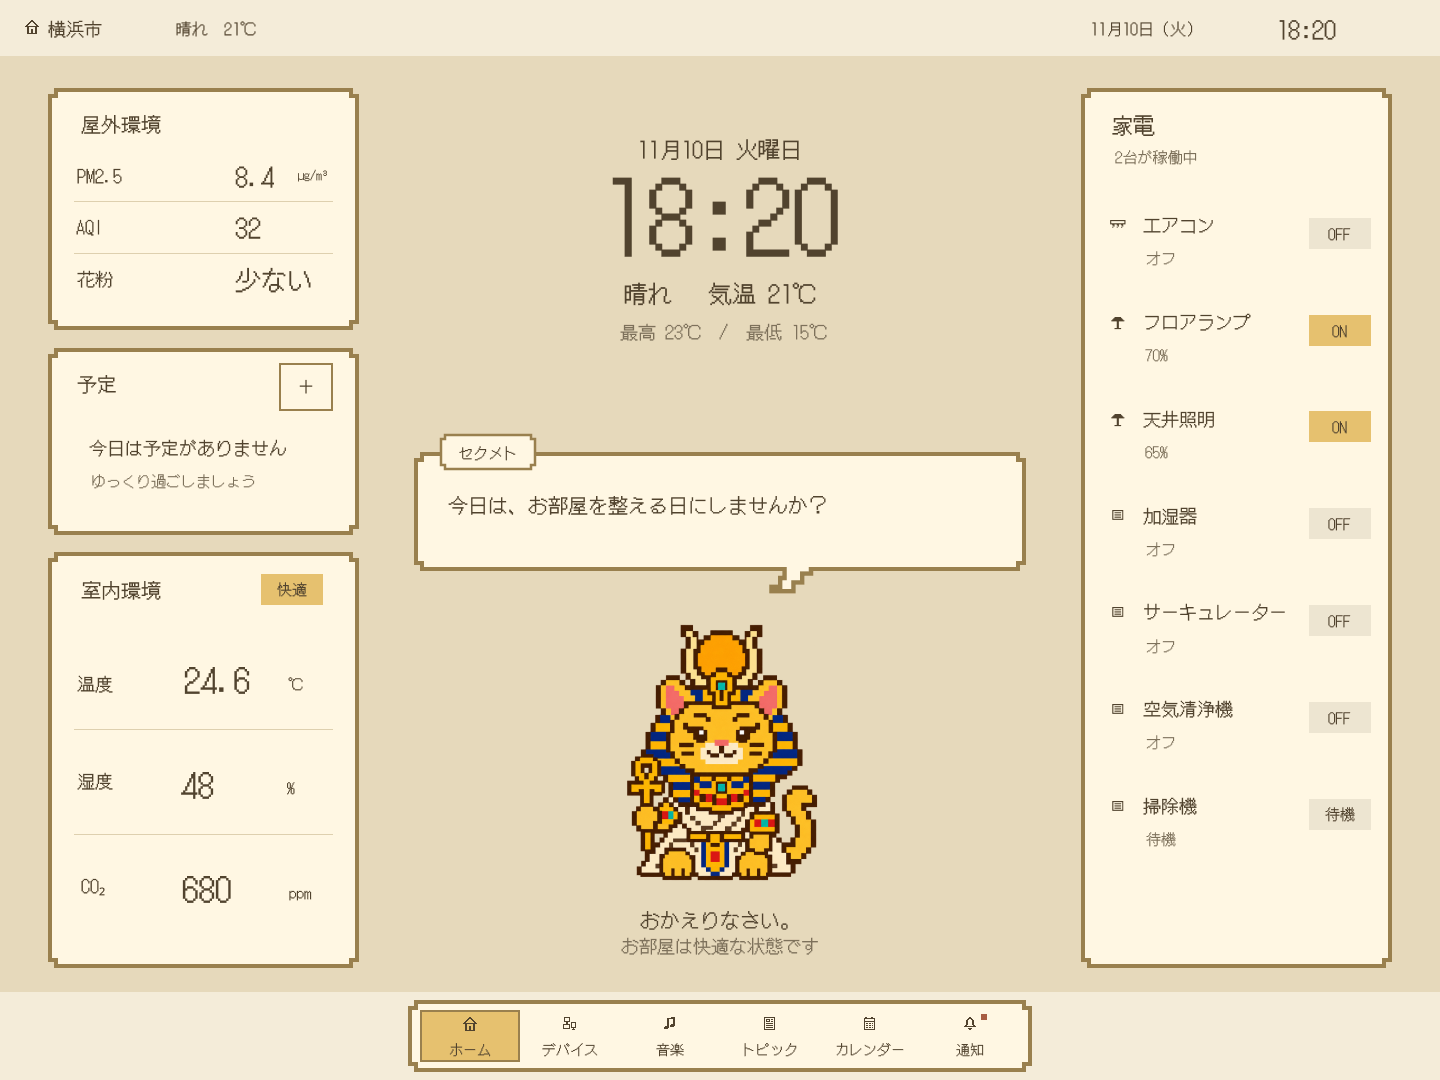 横浜市 晴れ 21℃ 11月10日（火） 18:20
屋外環境
PM2.5 8.4 µg/m³
AQI 32
花粉 少ない
予定 +
今日は予定がありません
ゆっくり過ごしましょう
室内環境 快適
温度 24.6 ℃
湿度 48 %
CO₂ 680 ppm
11月10日 火曜日
18:20
晴れ 気温 21℃
最高 23℃ / 最低 15℃
セクメト
今日は、お部屋を整える日にしませんか？
おかえりなさい。
お部屋は快適な状態です
家電
2台が稼働中
エアコン OFF
オフ
フロアランプ ON
70%
天井照明 ON
65%
加湿器 OFF
オフ
サーキュレーター OFF
オフ
空気清浄機 OFF
オフ
掃除機 待機
待機
ホーム デバイス 音楽 トピック カレンダー 通知